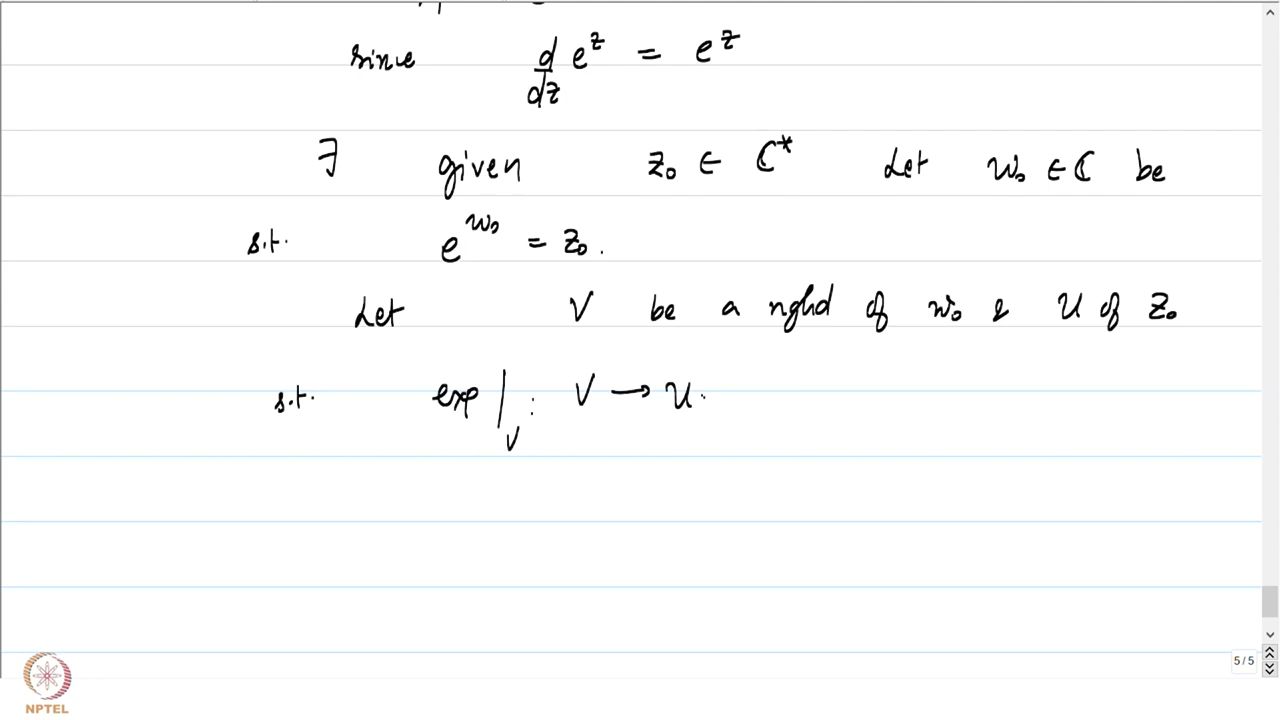 since d/dz e^z = e^z
∃ given z₀ ∈ ℂ* Let w₀ ∈ ℂ be
s.t. e^{w₀} = z₀.
Let V be a nghd of w₀ & U of z₀
s.t. exp|_V : V → U.
5 / 5
NPTEL